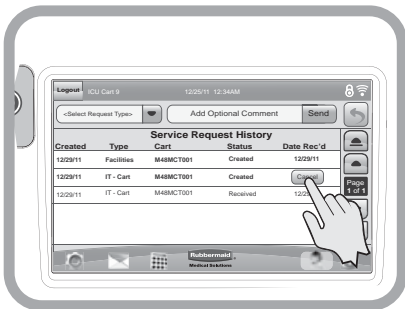 Logout ICU Cart 9 12/25/11 12:34AM
<Select Request Type> Add Optional Comment Send
Service Request History
Created Type Cart Status Date Rec'd
12/29/11 Facilities M48MCT001 Created 12/29/11
12/29/11 IT - Cart M48MCT001 Created Cancel
12/29/11 IT - Cart M48MCT001 Received
Page
1 of 1
Rubbermaid
Medical Solutions